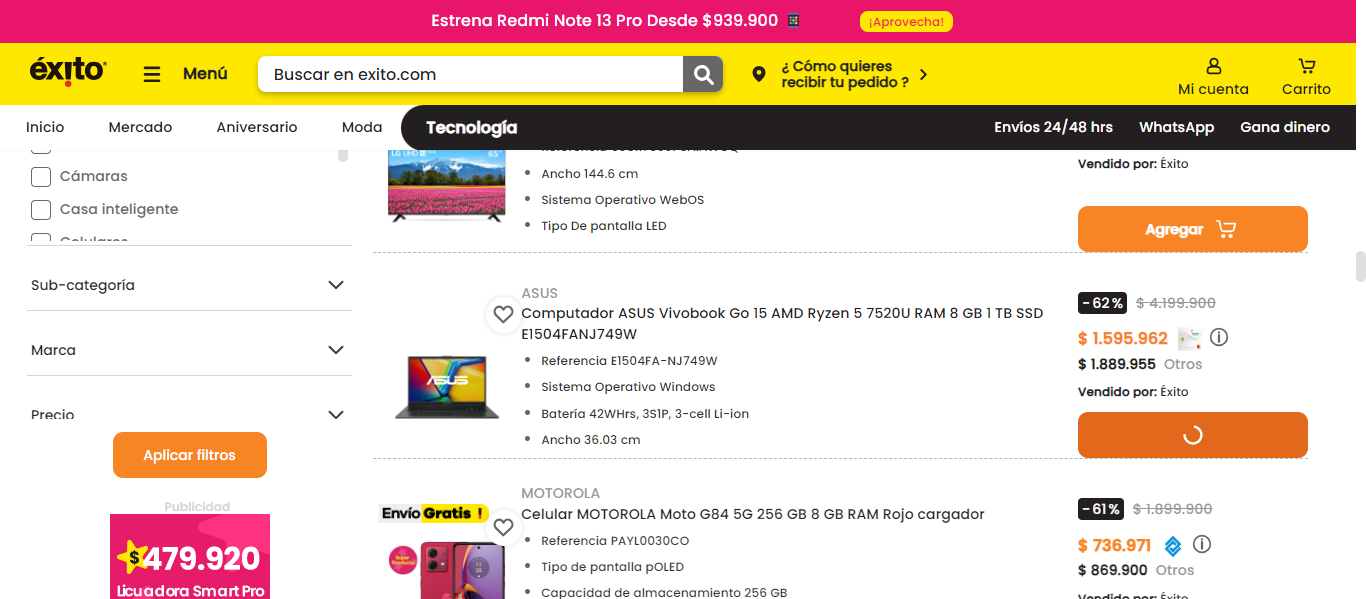 Estrena Redmi Note 13 Pro Desde $939.900
¡Aprovecha!
éxito
Menú
Buscar en exito.com
¿ Cómo quieres
recibir tu pedido ?
Mi cuenta
Carrito
Inicio
Mercado
Aniversario
Moda
Tecnología
Envíos 24/48 hrs
WhatsApp
Gana dinero
Cámaras
Casa inteligente
Celulares
Sub-categoría
Marca
Precio
Aplicar filtros
Publicidad
$479.920
Licuadora Smart Pro
LG UHD
65"
Ancho 144.6 cm
Sistema Operativo WebOS
Tipo De pantalla LED
Vendido por: Éxito
Agregar
ASUS
Computador ASUS Vivobook Go 15 AMD Ryzen 5 7520U RAM 8 GB 1 TB SSD
E1504FANJ749W
Referencia E1504FA-NJ749W
Sistema Operativo Windows
Batería 42WHrs, 3S1P, 3-cell Li-ion
Ancho 36.03 cm
ASUS
-62% $ 4.199.900
$ 1.595.962
$ 1.889.955 Otros
Vendido por: Éxito
MOTOROLA
Envío Gratis !
Celular MOTOROLA Moto G84 5G 256 GB 8 GB RAM Rojo cargador
Referencia PAYL0030CO
Tipo de pantalla pOLED
Capacidad de almacenamiento 256 GB
-61% $ 1.899.900
$ 736.971
$ 869.900 Otros
Vendido por: Éxito